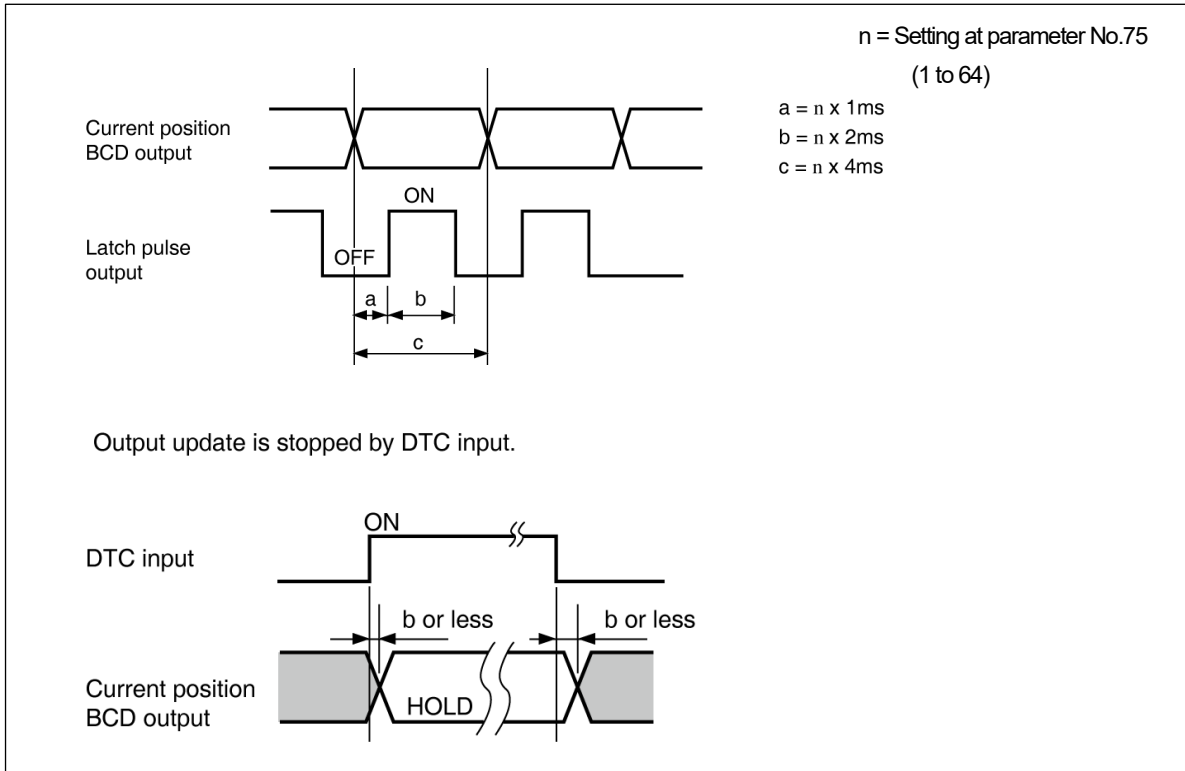 n = Setting at parameter No.75
(1 to 64)
Current position
BCD output
a = n x 1ms
b = n x 2ms
c = n x 4ms
ON
Latch pulse
output
OFF
a
b
c
Output update is stopped by DTC input.
ON
DTC input
b or less
b or less
Current position
BCD output
HOLD